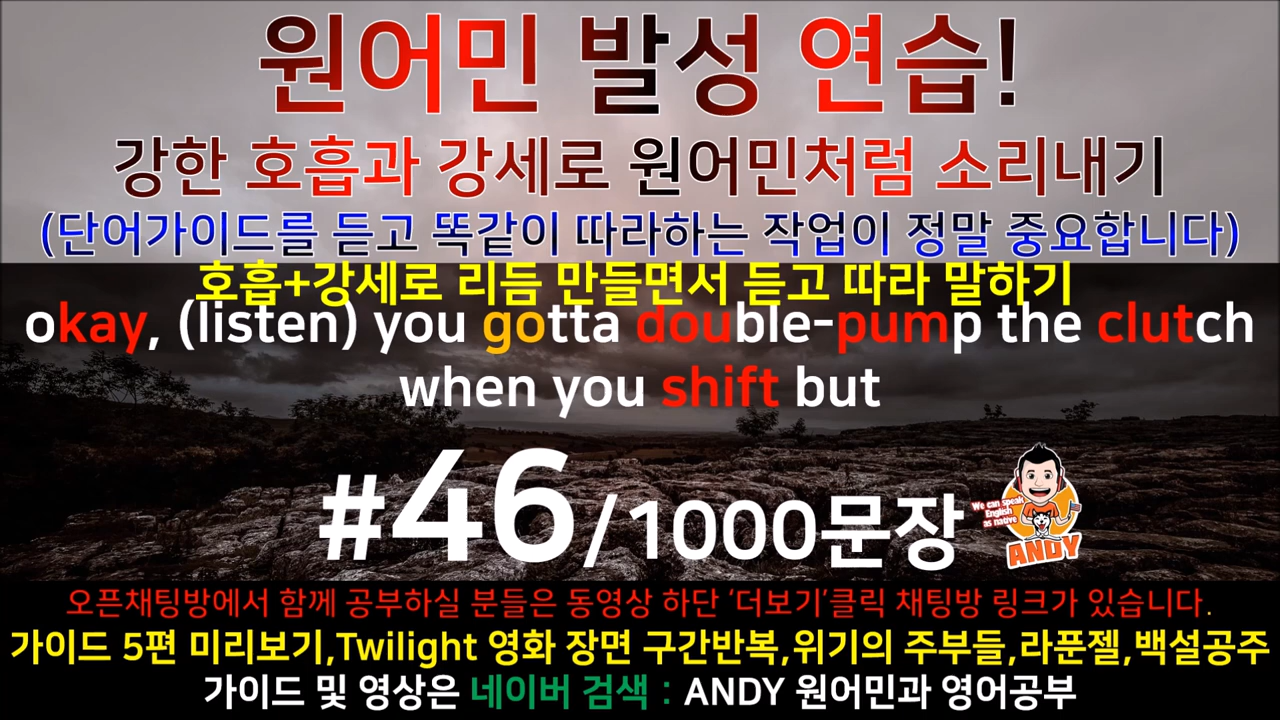 원어민 발성 연습!
강한 호흡과 강세로 원어민처럼 소리내기
(단어가이드를 듣고 똑같이 따라하는 작업이 정말 중요합니다)
호흡+강세로 리듬 만들면서 듣고 따라 말하기
okay, (listen) you gotta double-pump the clutch
when you shift but
#46/1000문장
We can speak
English
as native
ANDY
오픈채팅방에서 함께 공부하실 분들은 동영상 하단 ‘더보기’클릭 채팅방 링크가 있습니다.
가이드 5편 미리보기,Twilight 영화 장면 구간반복,위기의 주부들,라푼젤,백설공주
가이드 및 영상은 네이버 검색 : ANDY 원어민과 영어공부